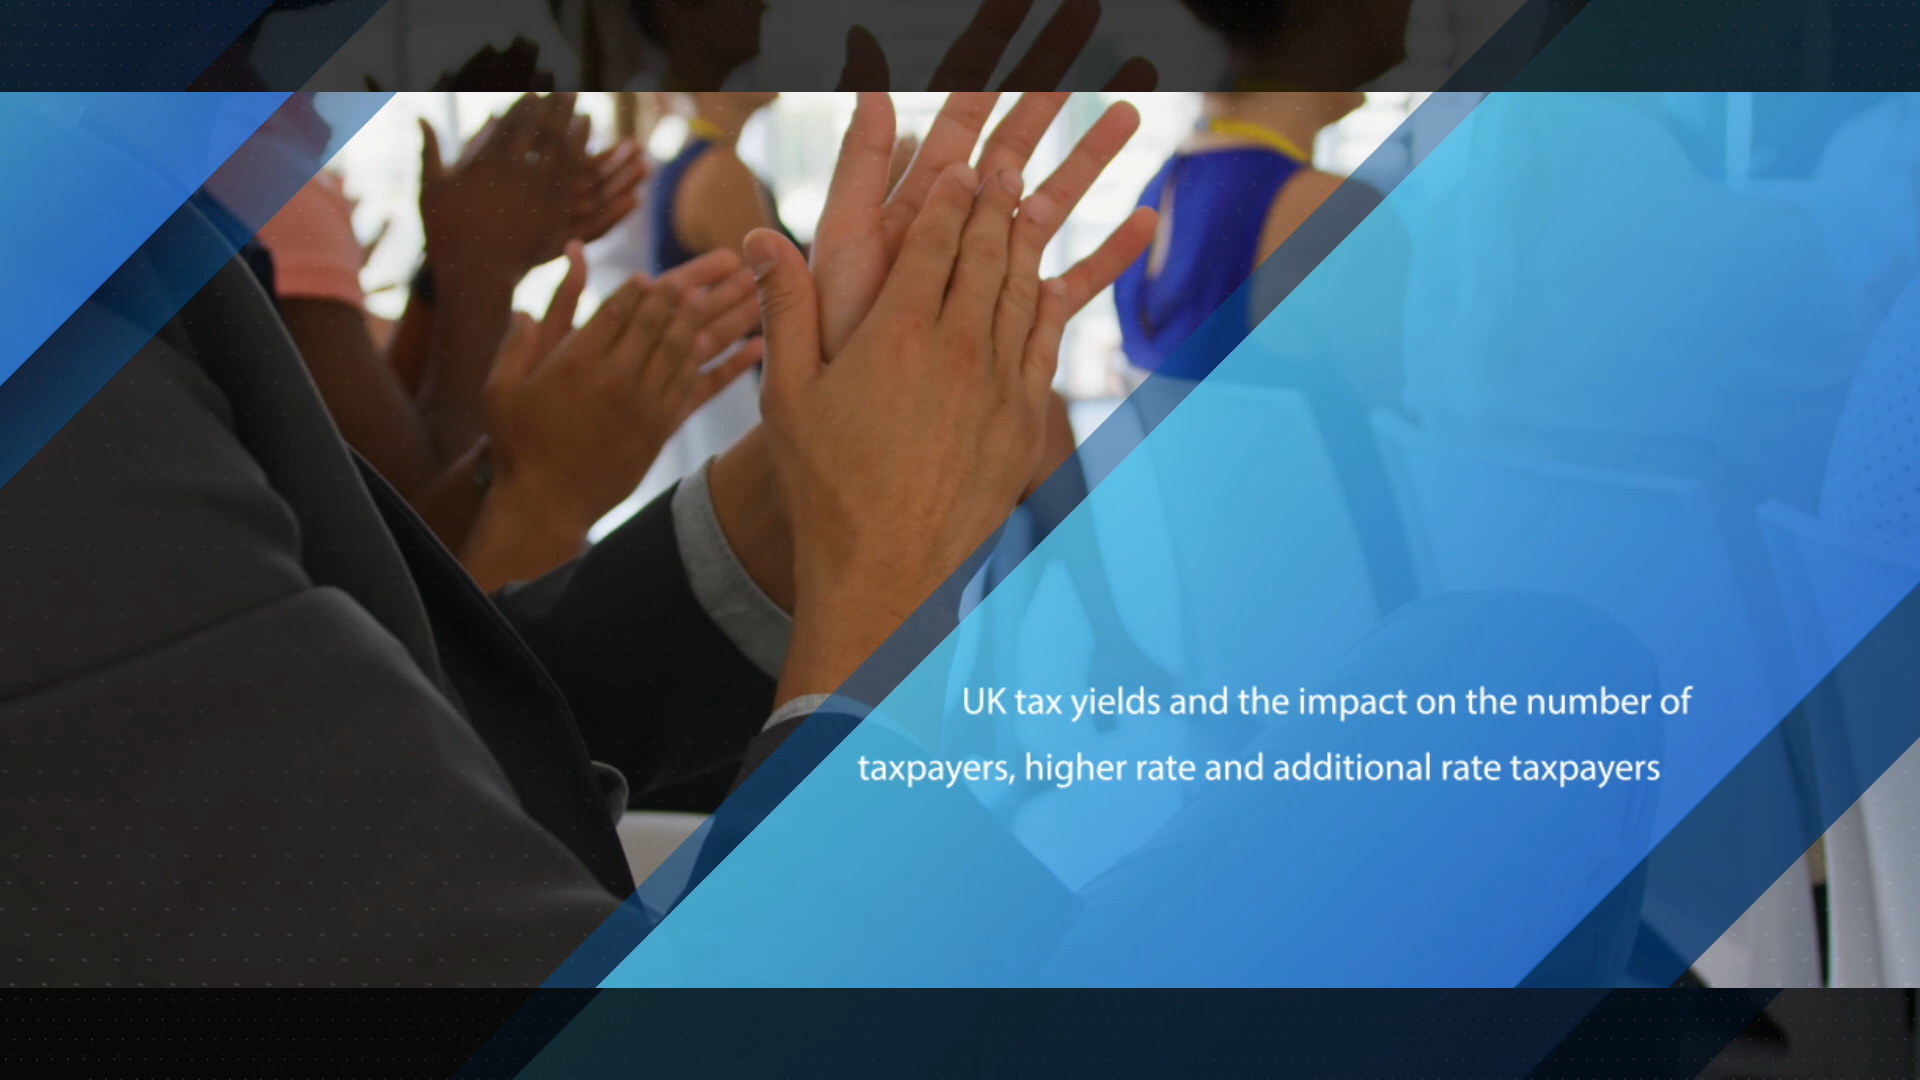 UK tax yields and the impact on the number of
taxpayers, higher rate and additional rate taxpayers